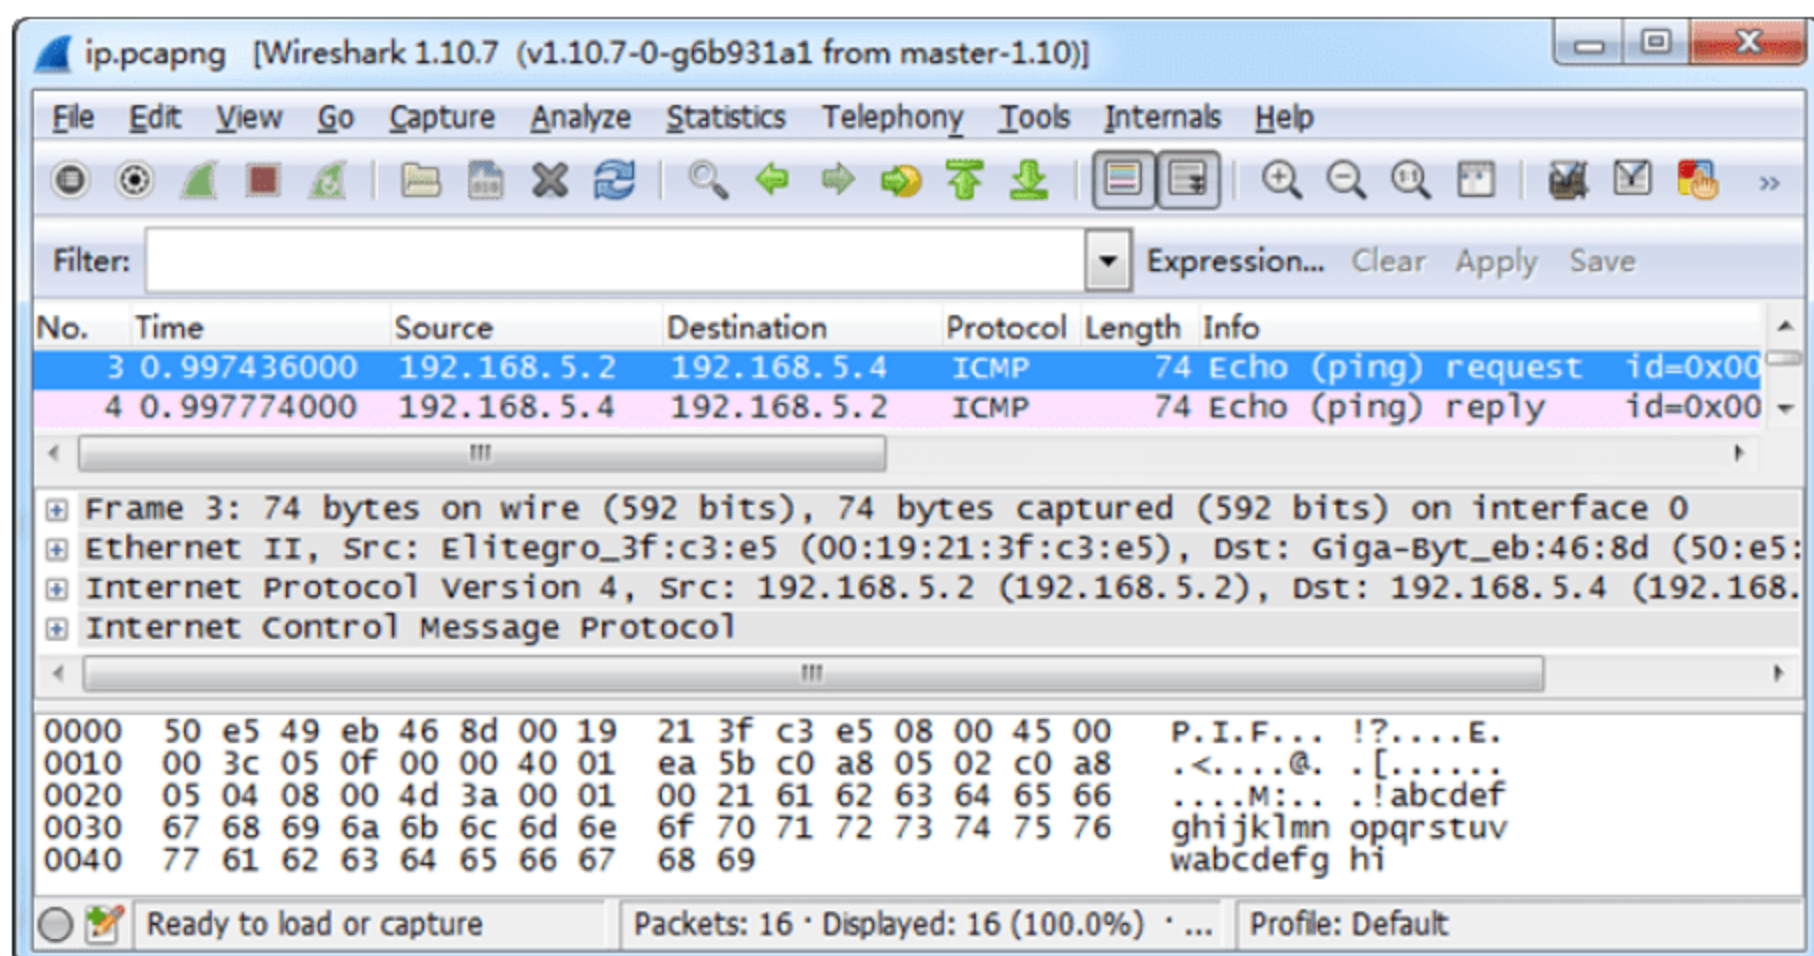 ip.pcapng [Wireshark 1.10.7 (v1.10.7-0-g6b931a1 from master-1.10)]
File Edit View Go Capture Analyze Statistics Telephony Tools Internals Help
Filter: Expression... Clear Apply Save
No. Time Source Destination Protocol Length Info
3 0.997436000 192.168.5.2 192.168.5.4 ICMP 74 Echo (ping) request id=0x00
4 0.997774000 192.168.5.4 192.168.5.2 ICMP 74 Echo (ping) reply id=0x00
Frame 3: 74 bytes on wire (592 bits), 74 bytes captured (592 bits) on interface 0
Ethernet II, Src: Elitegro_3f:c3:e5 (00:19:21:3f:c3:e5), Dst: Giga-Byt_eb:46:8d (50:e5:
Internet Protocol Version 4, Src: 192.168.5.2 (192.168.5.2), Dst: 192.168.5.4 (192.168.
Internet Control Message Protocol
0000 50 e5 49 eb 46 8d 00 19 21 3f c3 e5 08 00 45 00 P.I.F... !?....E.
0010 00 3c 05 0f 00 00 40 01 ea 5b c0 a8 05 02 c0 a8 .<....@. .[......
0020 05 04 08 00 4d 3a 00 01 00 21 61 62 63 64 65 66 ....M:.. .!abcdef
0030 67 68 69 6a 6b 6c 6d 6e 6f 70 71 72 73 74 75 76 ghijklmn opqrstuv
0040 77 61 62 63 64 65 66 67 68 69 wabcdefg hi
Ready to load or capture Packets: 16 · Displayed: 16 (100.0%) · ... Profile: Default